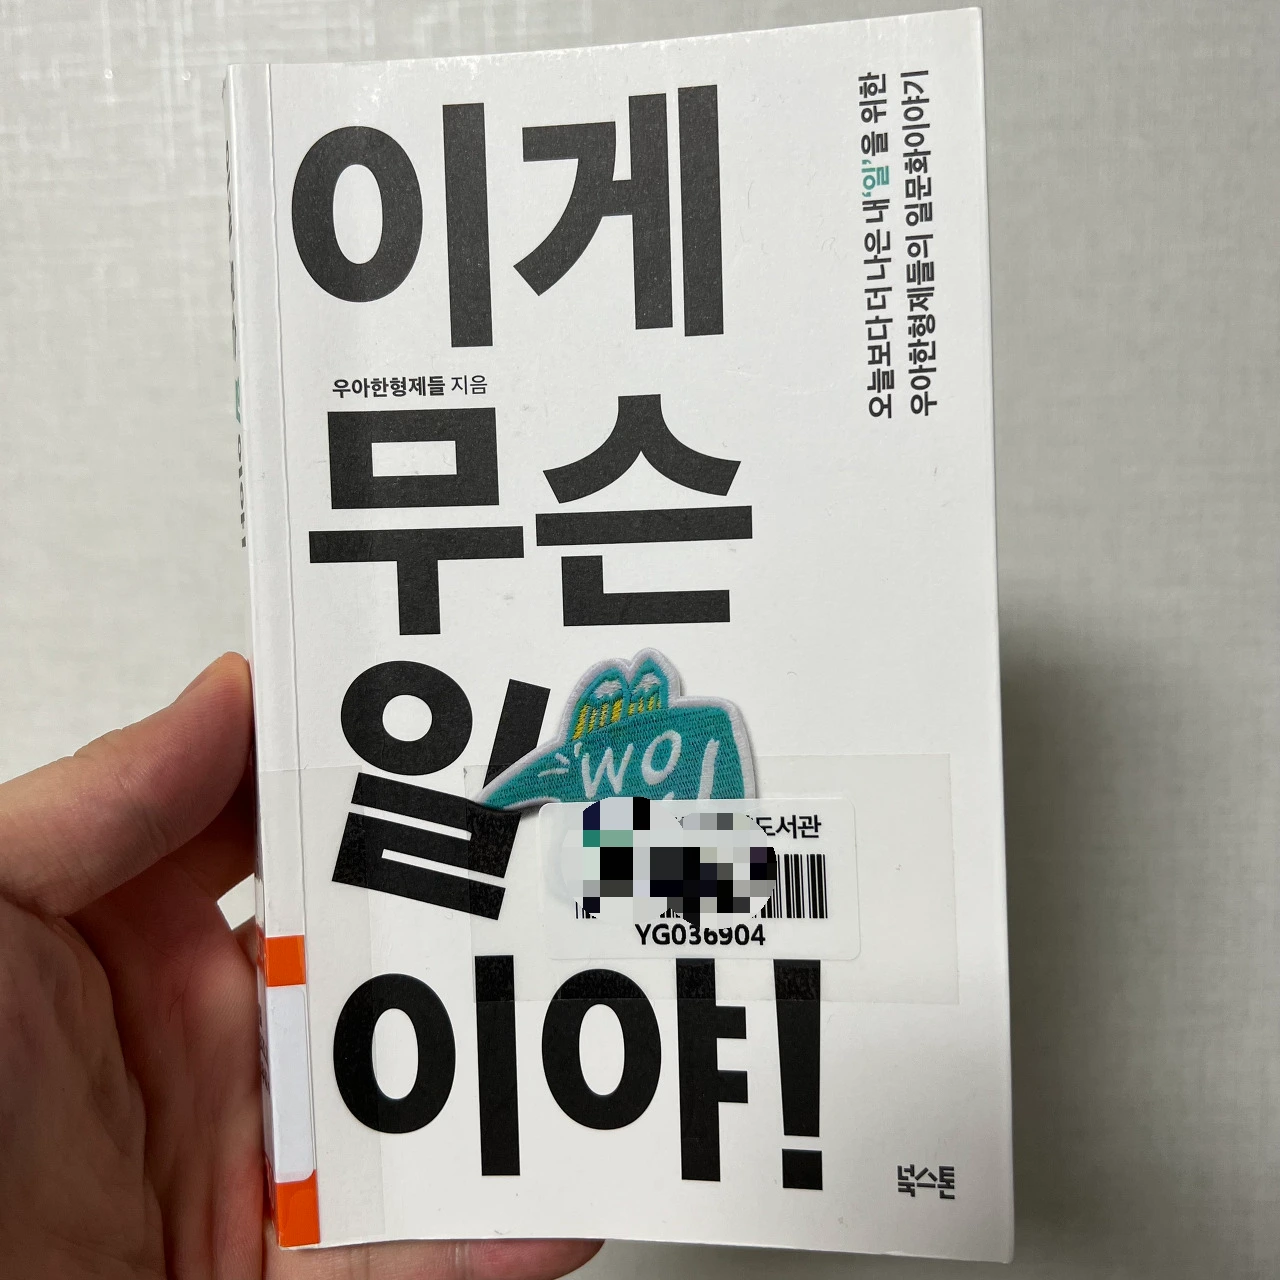 이게
우아한형제들 지음
무슨
일
이야!
오늘보다 더 나은 내 '일'을 위한
우아한형제들의 일문화이야기
WO
도서관
YG036904
북스톤